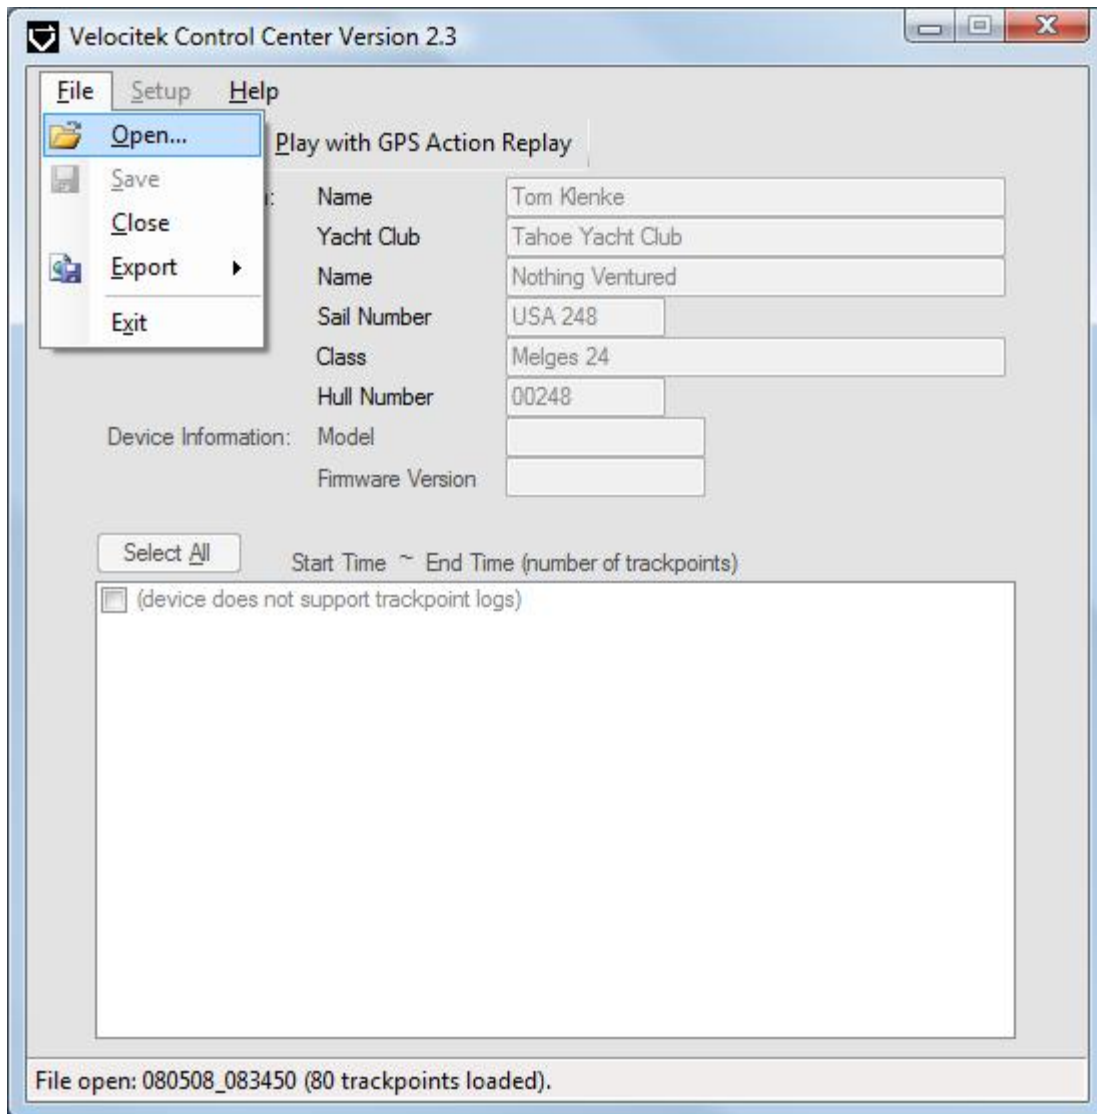 Velocitek Control Center Version 2.3
File Setup Help
Open... Play with GPS Action Replay
Save
Close
Export
Exit
: Name Tom Klenke
Yacht Club Tahoe Yacht Club
Name Nothing Ventured
Sail Number USA 248
Class Melges 24
Hull Number 00248
Device Information: Model
Firmware Version
Select All Start Time ~ End Time (number of trackpoints)
(device does not support trackpoint logs)
File open: 080508_083450 (80 trackpoints loaded).